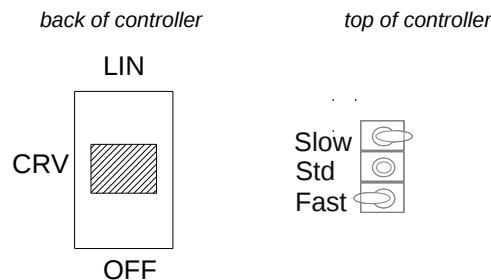 back of controller
top of controller
LIN
CRV
OFF
Slow
Std
Fast